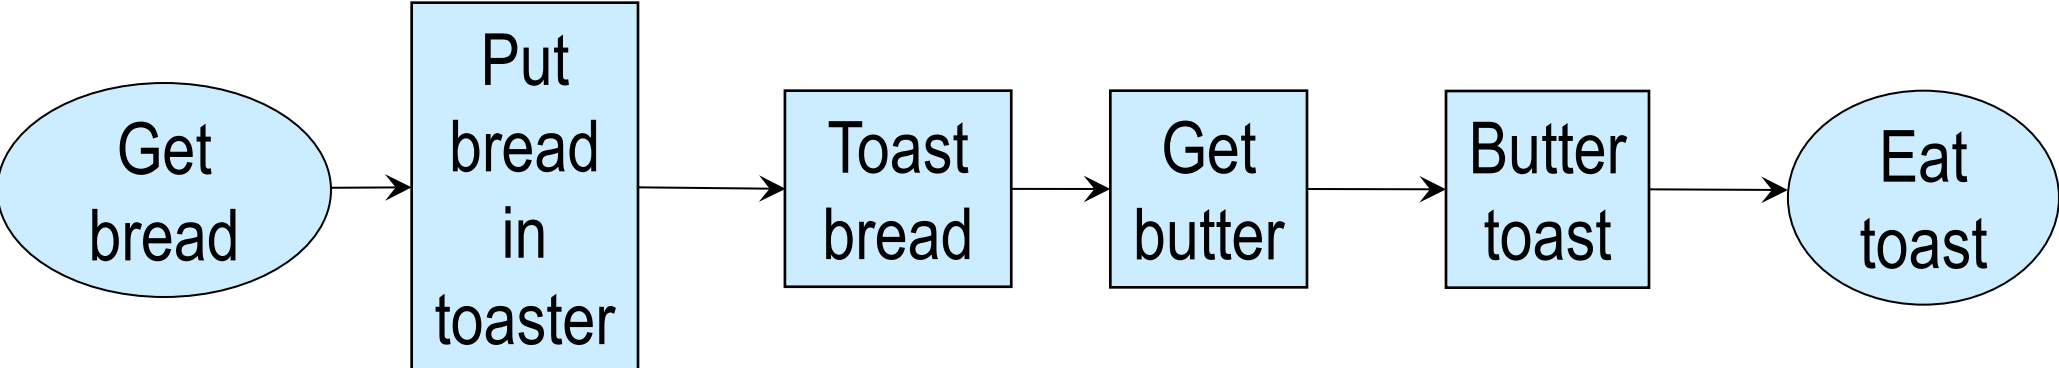 Get
bread
Put
bread
in
toaster
Toast
bread
Get
butter
Butter
toast
Eat
toast